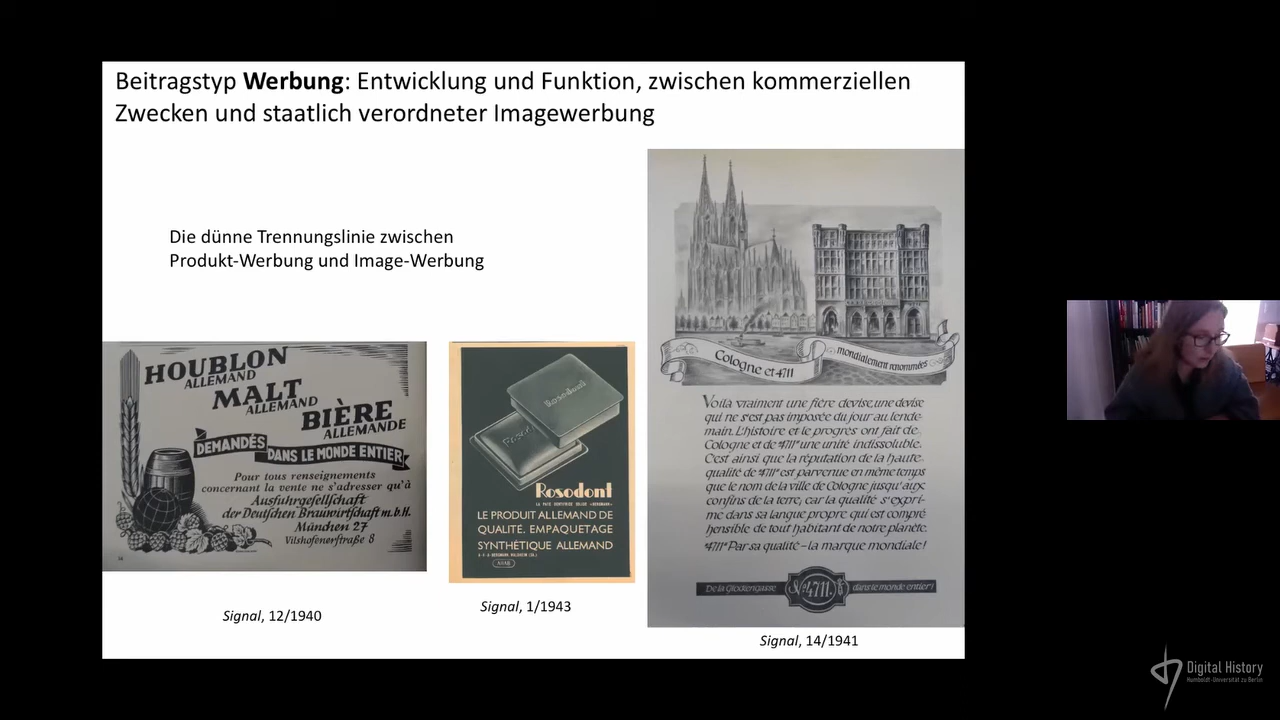 Beitragstyp Werbung: Entwicklung und Funktion, zwischen kommerziellen
Zwecken und staatlich verordneter Imagewerbung
Die dünne Trennungslinie zwischen
Produkt-Werbung und Image-Werbung
HOUBLON
ALLEMAND
MALT
ALLEMAND
BIÈRE
ALLEMANDE
DEMANDÉS
DANS LE MONDE ENTIER
Pour tous renseignements
concernant la vente ne s'adresser qu'à
Ausfuhrgesellschaft
der Deutschen Brauwirtschaft m.b.H.
München 27
Vilshofenerstraße 8
Signal, 12/1940
Rosodont
Rosodont
LE PRODUIT ALLEMAND DE
QUALITÉ. EMPAQUETAGE
SYNTHÉTIQUE ALLEMAND
Signal, 1/1943
Cologne et 4711
mondialement renommées
Voilà vraiment une fière devise, une devise
qui ne s'est pas imposée du jour au lende-
main. L'histoire et le progrès ont fait de
Cologne et de "4711" une unité indissoluble.
C'est ainsi que la réputation de la haute
qualité de "4711" est parvenue en même temps
que le nom de la ville de Cologne jusqu'aux
confins de la terre, car la qualité s'expri-
me dans sa langue propre qui est compré
hensible de tout habitant de notre planète.
"4711" Par sa qualité – la marque mondiale!
De la Glockengasse
No 4711.
dans le monde entier!
Signal, 14/1941
Digital History
Humboldt-Universität zu Berlin